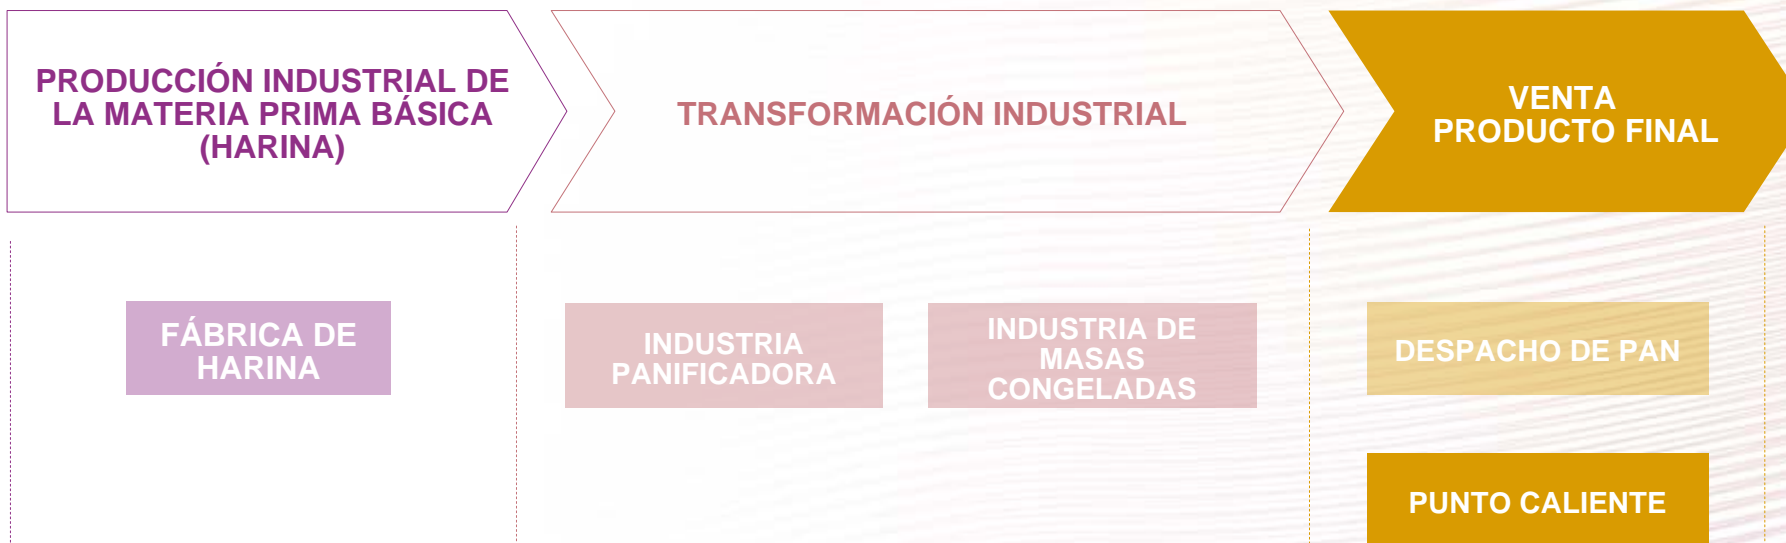 PRODUCCIÓN INDUSTRIAL DE
LA MATERIA PRIMA BÁSICA
(HARINA)
TRANSFORMACIÓN INDUSTRIAL
VENTA
PRODUCTO FINAL
FÁBRICA DE
HARINA
INDUSTRIA
PANIFICADORA
INDUSTRIA DE
MASAS
CONGELADAS
DESPACHO DE PAN
PUNTO CALIENTE